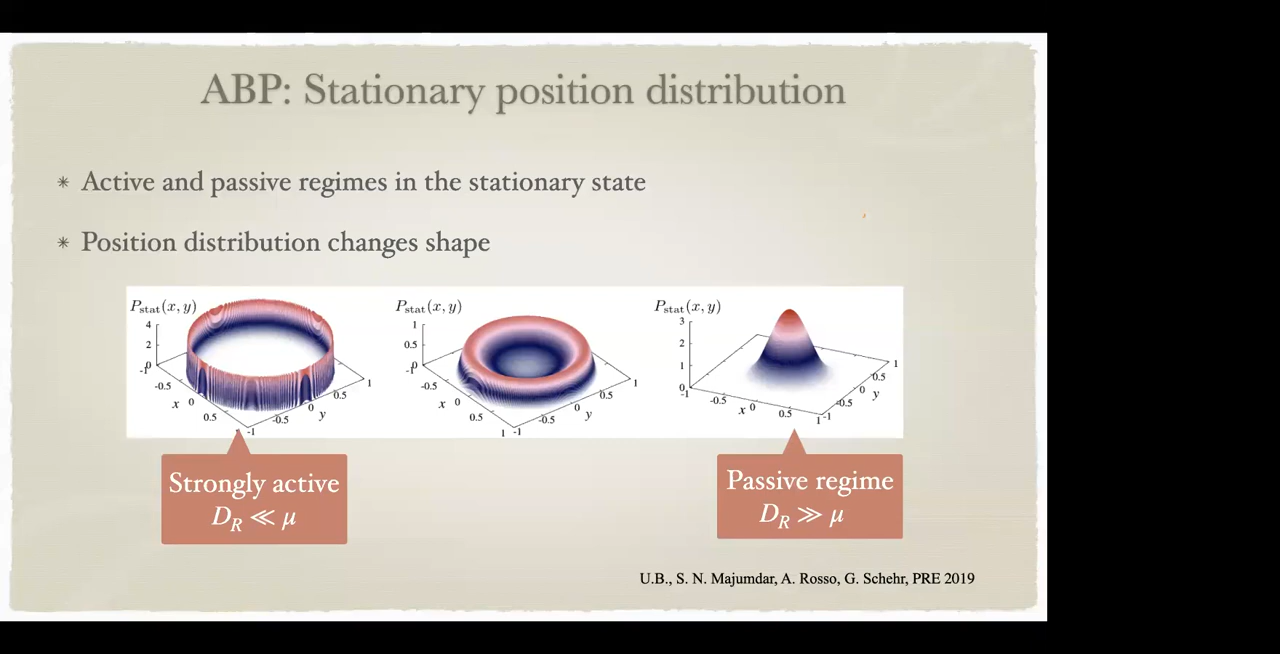 ABP: Stationary position distribution
* Active and passive regimes in the stationary state
* Position distribution changes shape
P_stat(x, y)
4
2
0
-1
-0.5
x
0
0.5
-1
-0.5
0
y
0.5
1
P_stat(x, y)
1
0.5
0
-1
-0.5
x
0
0.5
1
-1
-0.5
0
y
0.5
1
P_stat(x, y)
3
2
1
0
-1
-0.5
x
0
0.5
1
-1
-0.5
0
y
0.5
1
Strongly active
D_R ≪ μ
Passive regime
D_R ≫ μ
U.B., S. N. Majumdar, A. Rosso, G. Schehr, PRE 2019